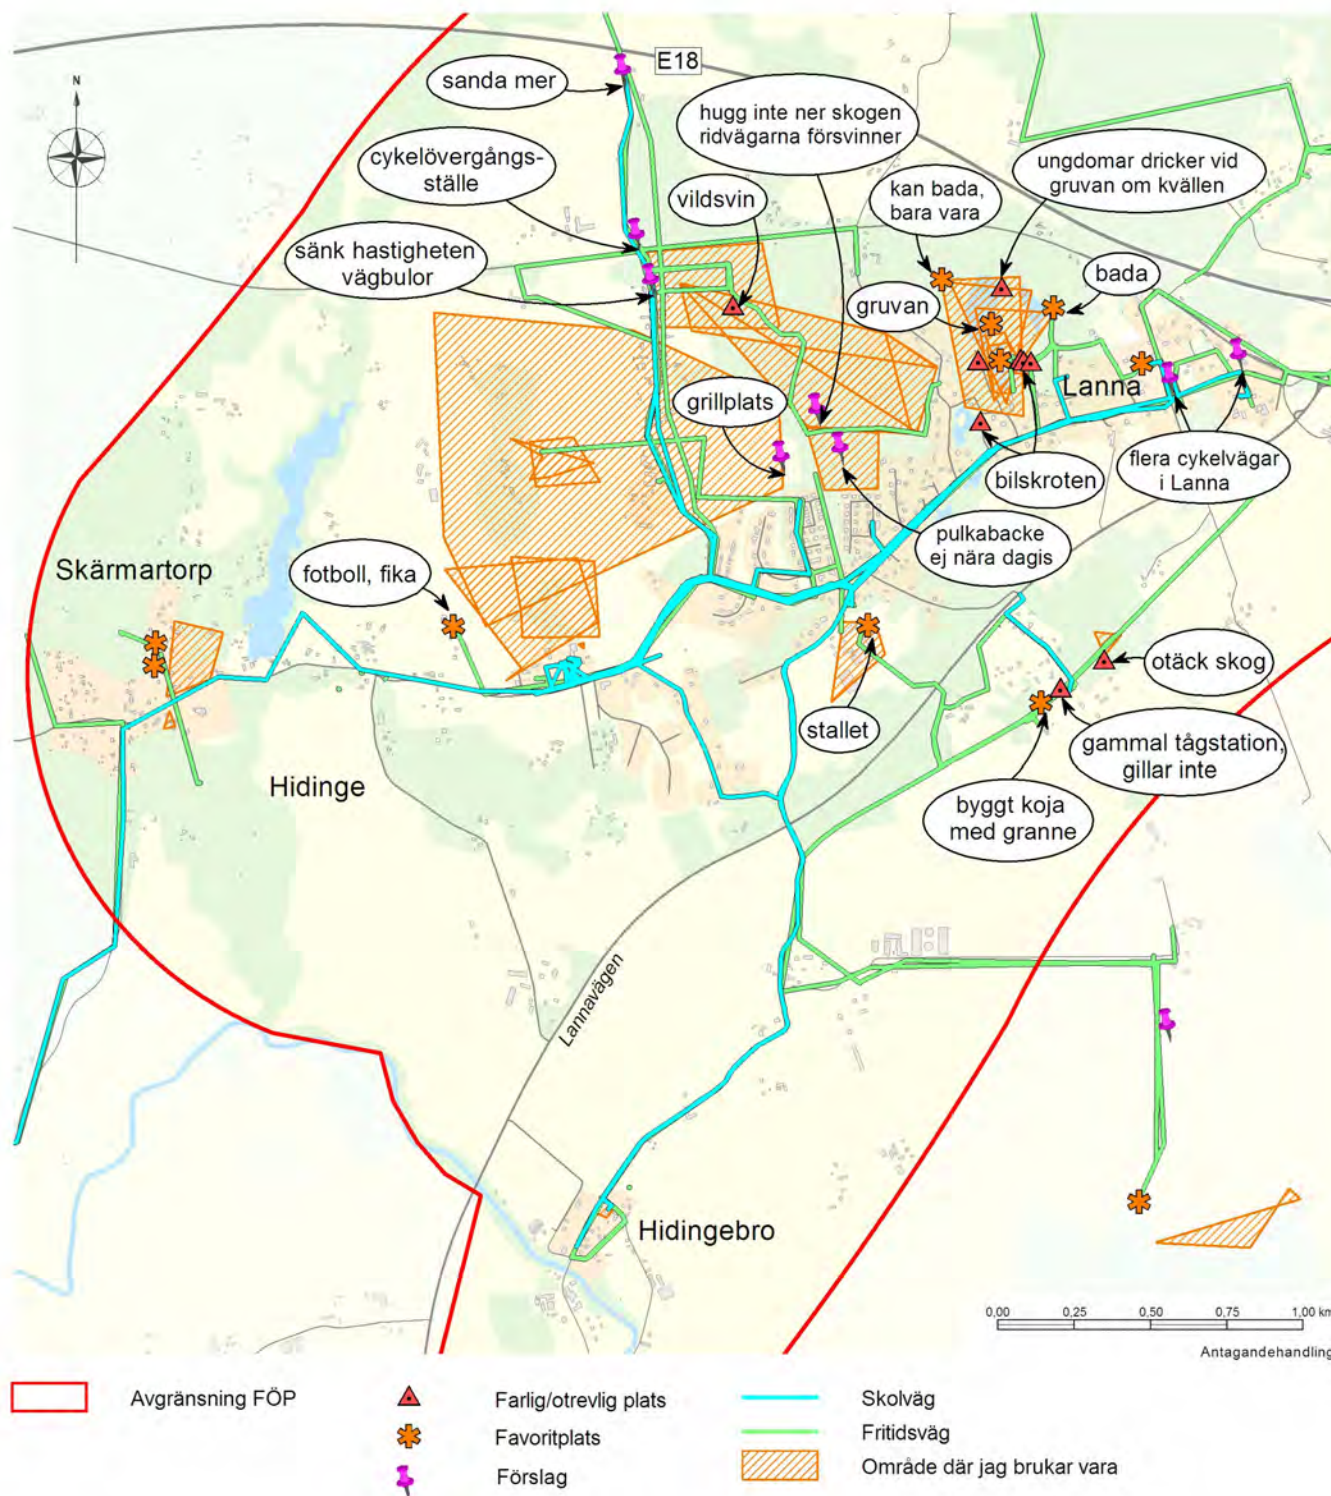 N
E18
sanda mer
hugg inte ner skogen
ridvägarna försvinner
cykelövergångs-
ställe
ungdomar dricker vid
gruvan om kvällen
kan bada,
bara vara
vildsvin
sänk hastigheten
vägbulor
bada
gruvan
Lanna
grillplats
flera cykelvägar
i Lanna
bilskroten
pulkabacke
ej nära dagis
Skärmartorp
fotboll, fika
otäck skog
stallet
gammal tågstation,
gillar inte
Hidinge
byggt koja
med granne
Lannavägen
Hidingebro
0,00 0,25 0,50 0,75 1,00 km
Antagandehandling
Avgränsning FÖP
Farlig/otrevlig plats
Favoritplats
Förslag
Skolväg
Fritidsväg
Område där jag brukar vara